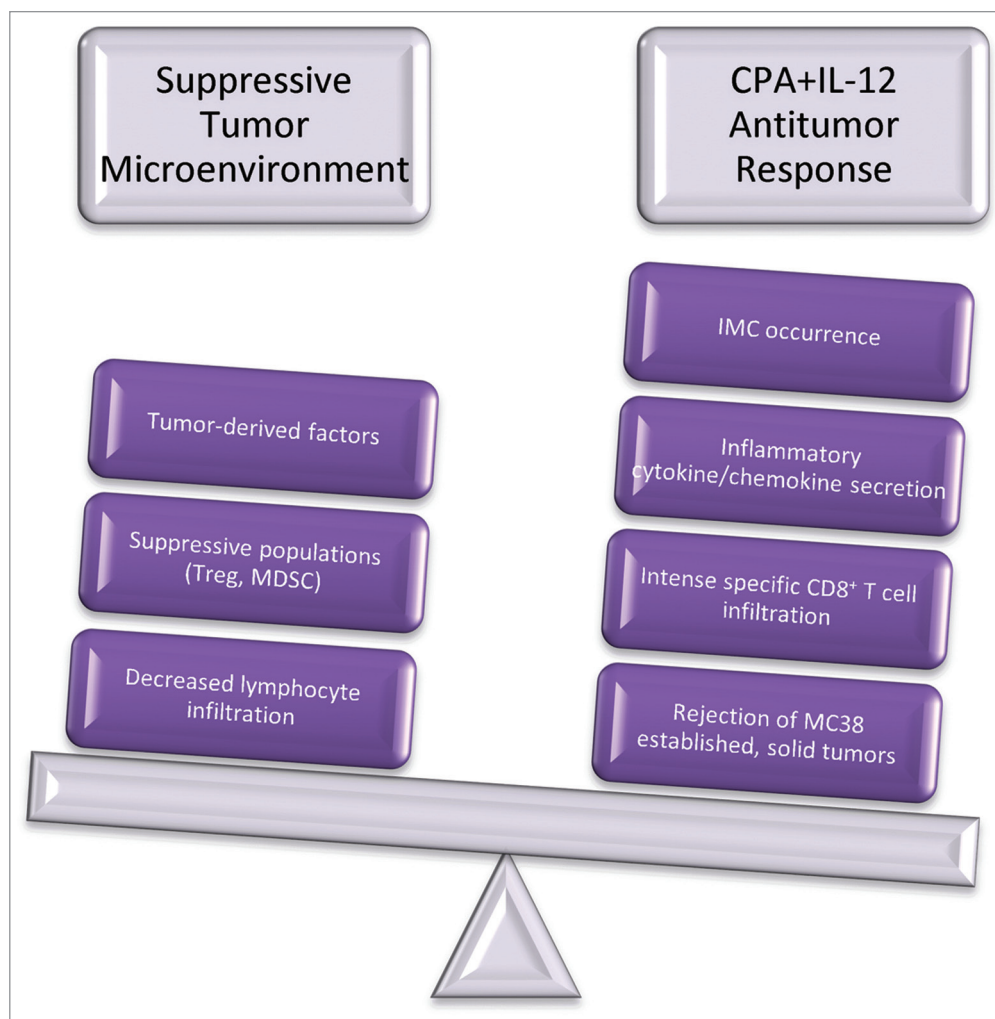 Suppressive
Tumor
Microenvironment
CPA+IL-12
Antitumor
Response
Tumor-derived factors
Suppressive populations
(Treg, MDSC)
Decreased lymphocyte
infiltration
IMC occurrence
Inflammatory
cytokine/chemokine secretion
Intense specific CD8⁺ T cell
infiltration
Rejection of MC38
established, solid tumors